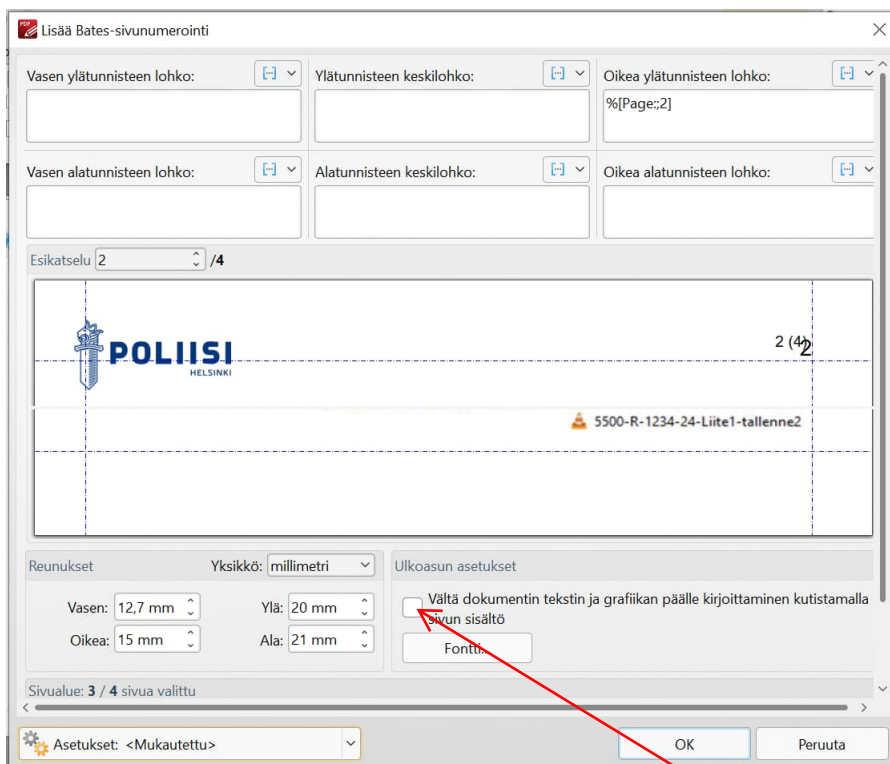 Lisää Bates-sivunumerointi
Vasen ylätunnisteen lohko:
Ylätunnisteen keskilohko:
Oikea ylätunnisteen lohko:
%[Page:;2]
Vasen alatunnisteen lohko:
Alatunnisteen keskilohko:
Oikea alatunnisteen lohko:
Esikatselu 2 /4
POLIISI
HELSINKI
2 (4)
2
5500-R-1234-24-Liite1-tallenne2
Reunukset
Yksikkö: millimetri
Ulkoasun asetukset
Vasen: 12,7 mm
Ylä: 20 mm
Vältä dokumentin tekstin ja grafiikan päälle kirjoittaminen kutistamalla
sivun sisältö
Oikea: 15 mm
Ala: 21 mm
Fontti...
Sivualue: 3 / 4 sivua valittu
Asetukset: <Mukautettu>
OK
Peruuta